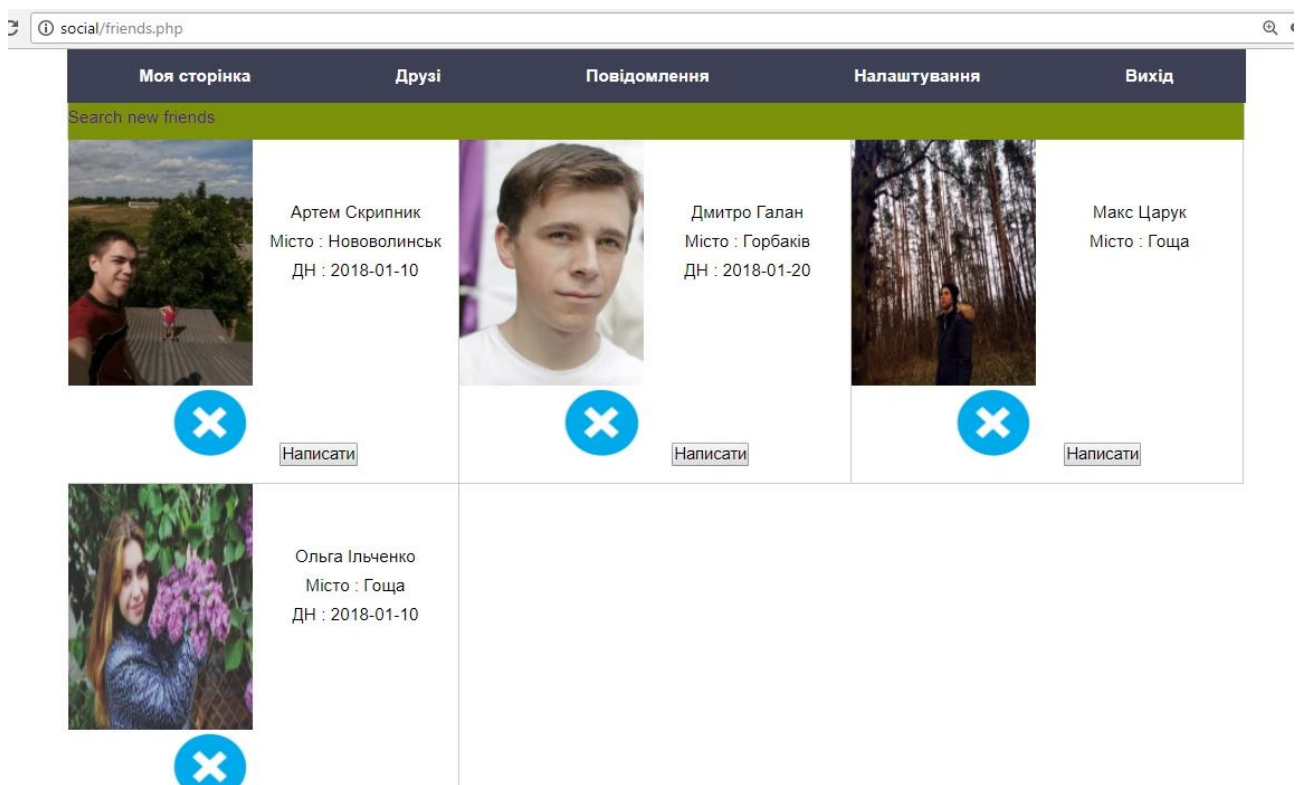 social/friends.php
Моя сторінка Друзі Повідомлення Налаштування Вихід
Search new friends
Артем Скрипник
Місто : Нововолинськ
ДН : 2018-01-10
Написати
Дмитро Галан
Місто : Горбаків
ДН : 2018-01-20
Написати
Макс Царук
Місто : Гоща
Написати
Ольга Ільченко
Місто : Гоща
ДН : 2018-01-10